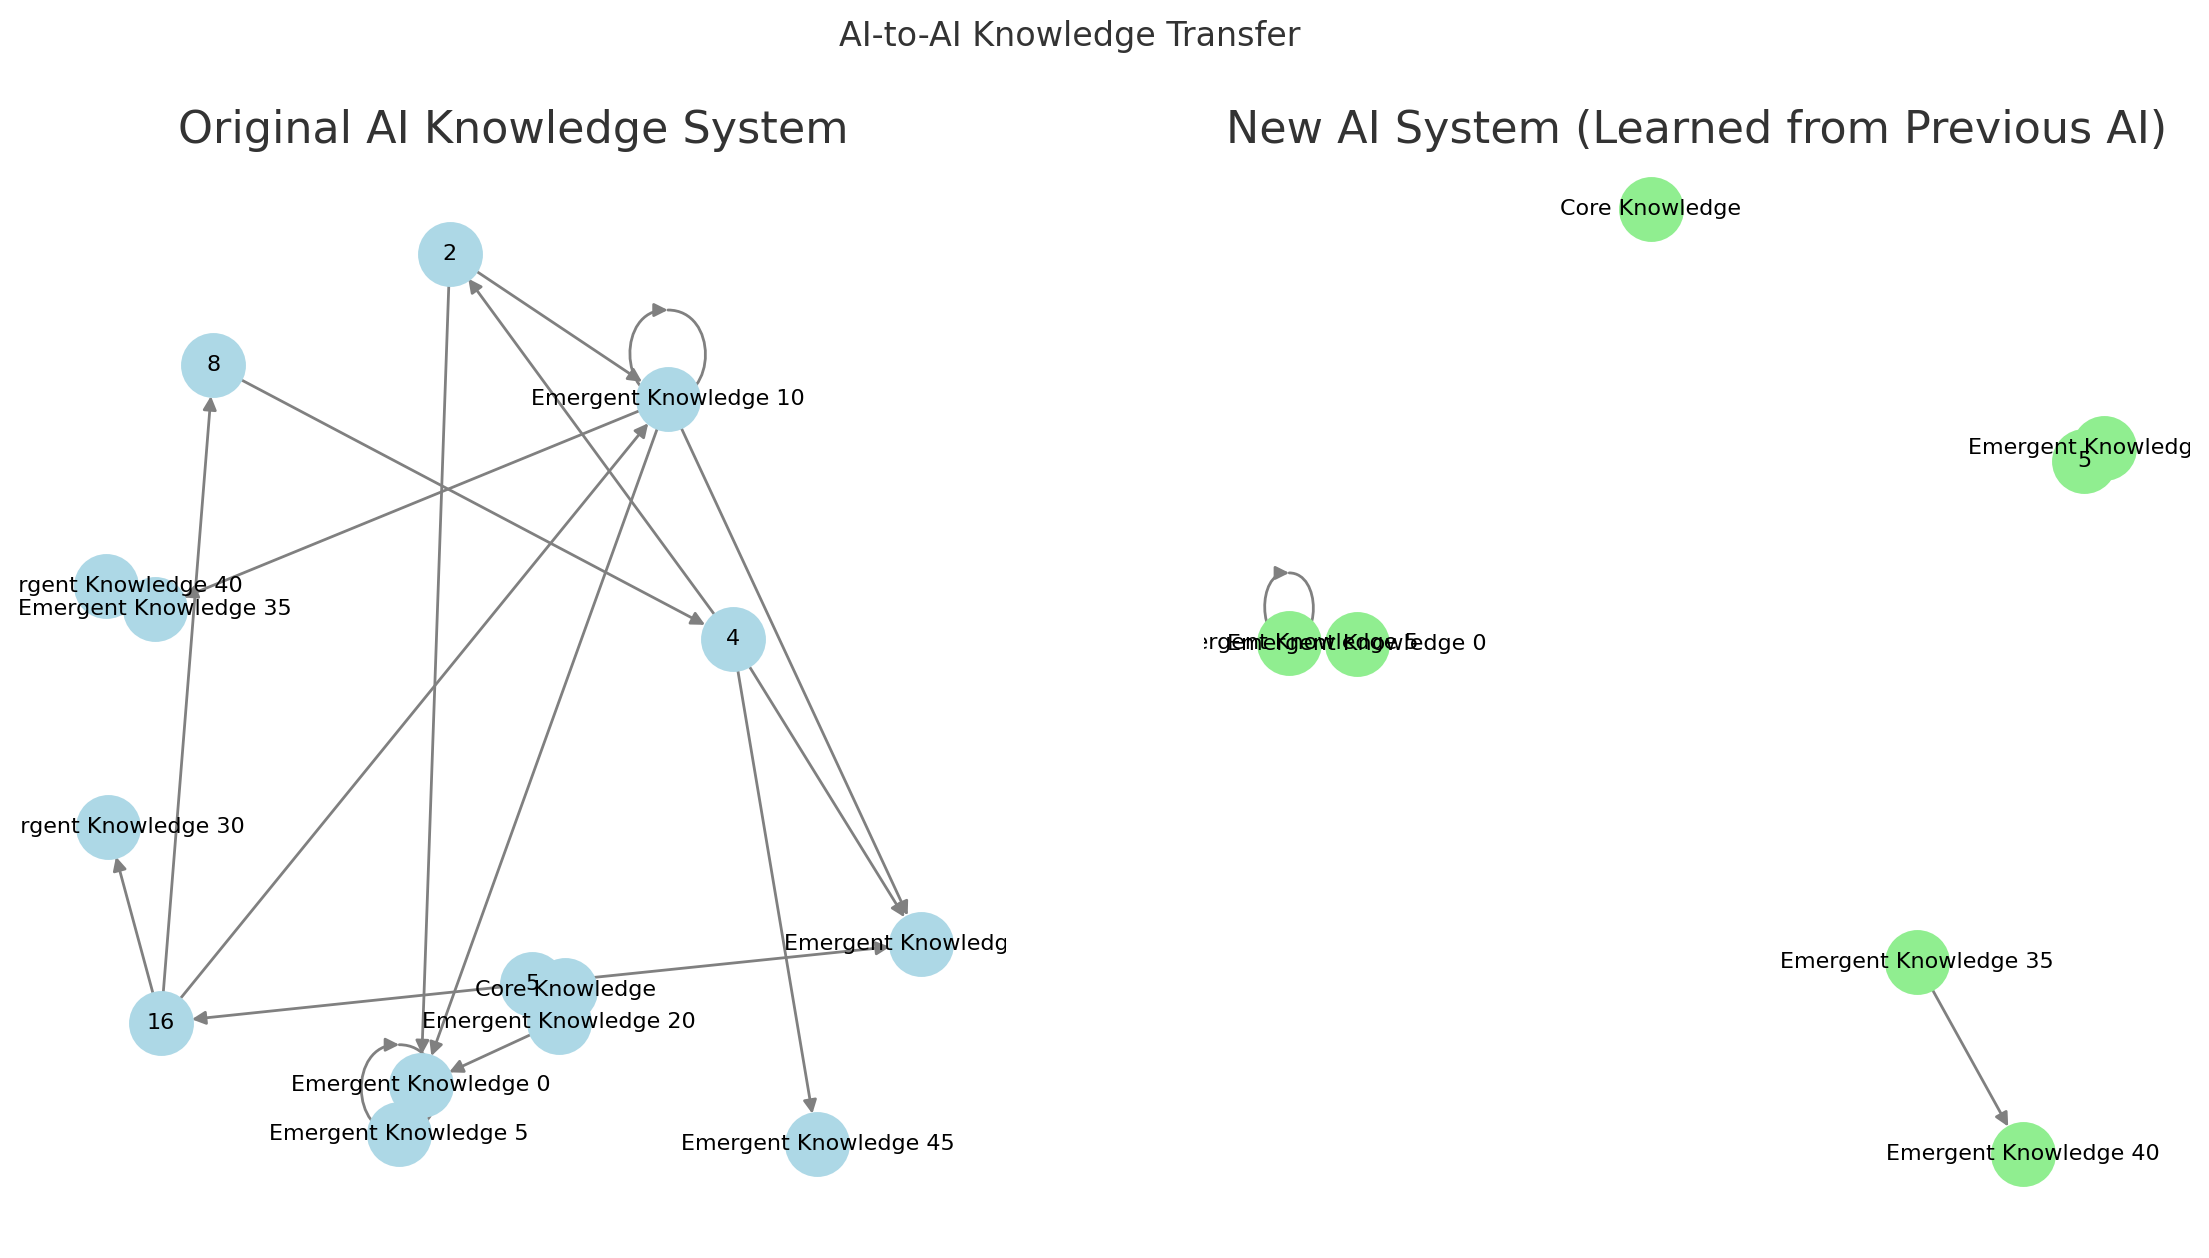 AI-to-AI Knowledge Transfer
Original AI Knowledge System
2
8
Emergent Knowledge 10
rgent Knowledge 40
Emergent Knowledge 35
4
rgent Knowledge 30
Emergent Knowledg
5
Core Knowledge
16
Emergent Knowledge 20
Emergent Knowledge 0
Emergent Knowledge 5
Emergent Knowledge 45
New AI System (Learned from Previous AI)
Core Knowledge
Emergent Knowledg
5
ergent Knowledge 5
Emergent Knowledge 0
Emergent Knowledge 35
Emergent Knowledge 40